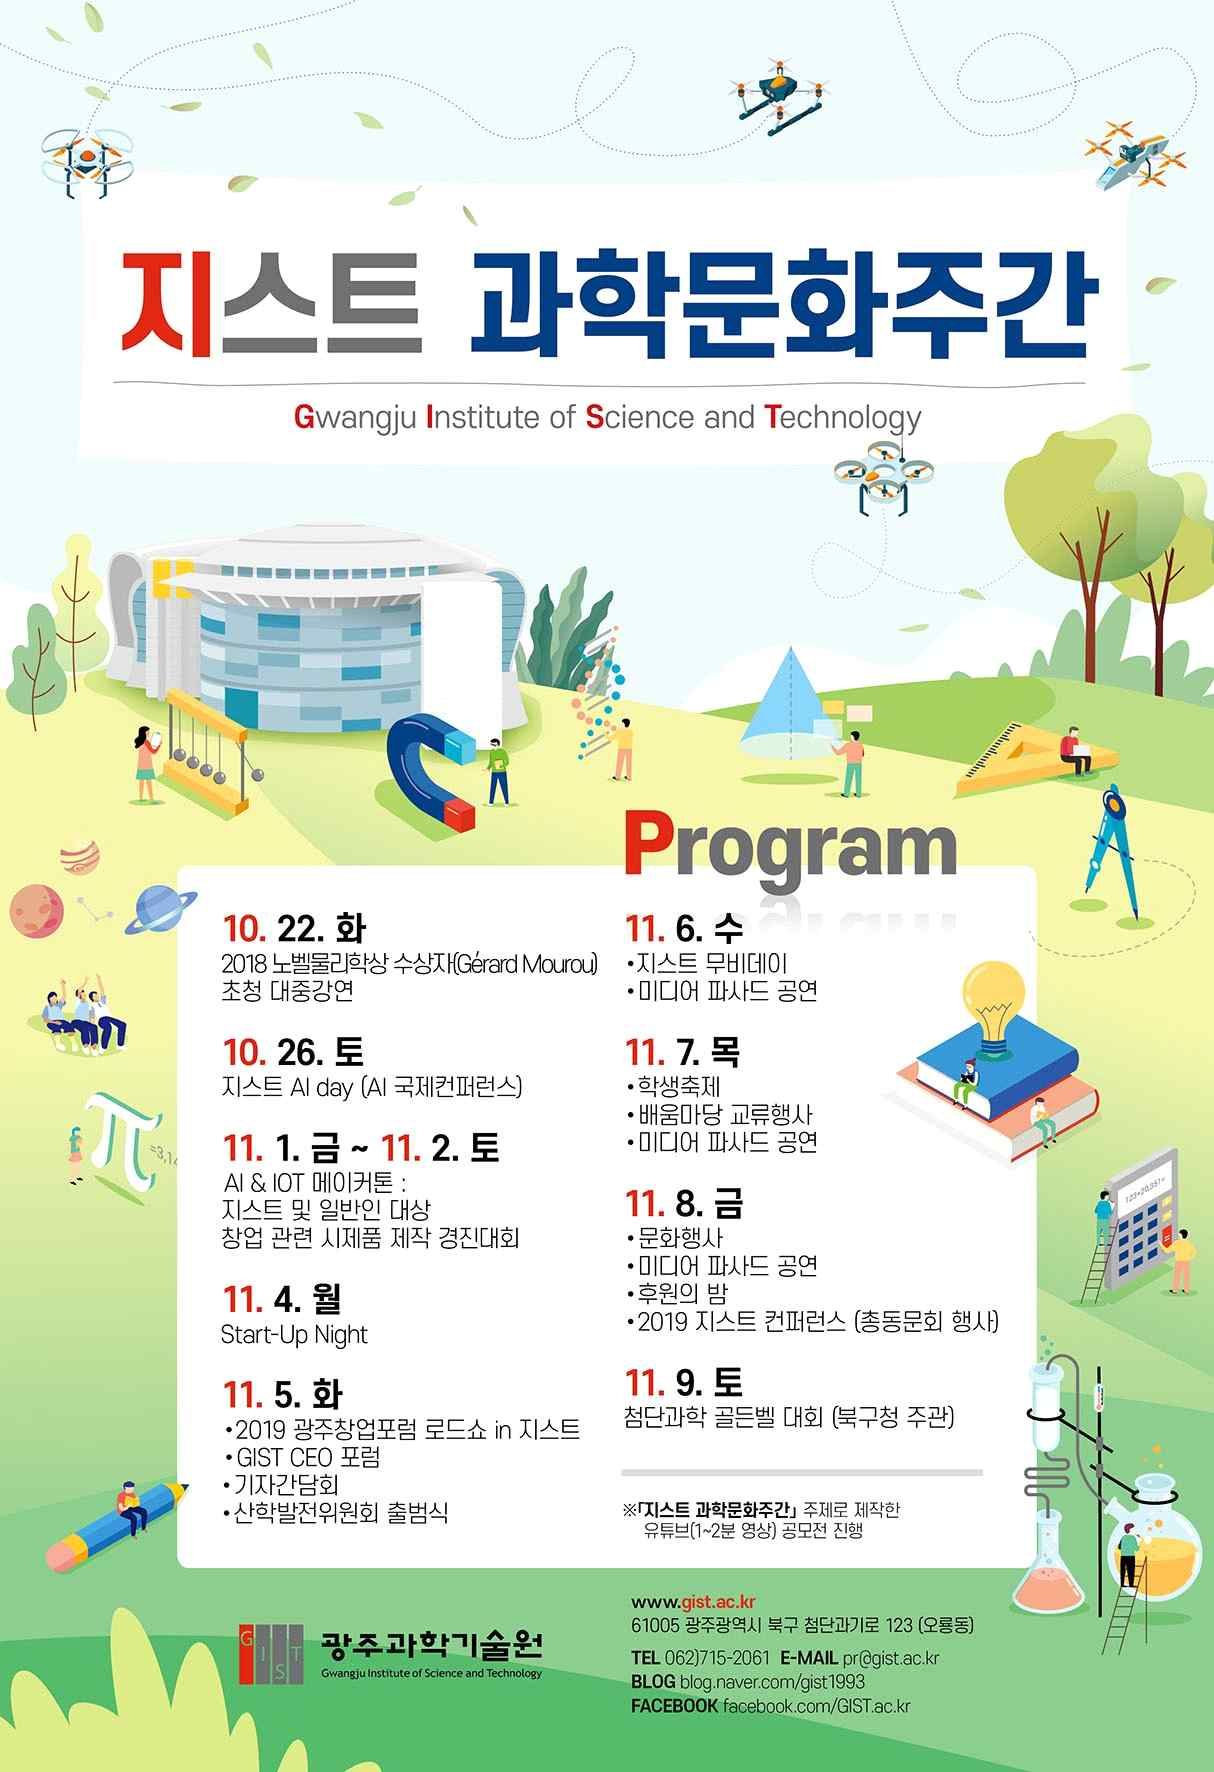 지스트 과학문화주간
Gwangju Institute of Science and Technology
Program
10. 22. 화
2018 노벨물리학상 수상자(Gérard Mourou)
초청 대중강연
10. 26. 토
지스트 AI day (AI 국제컨퍼런스)
11. 1. 금 ~ 11. 2. 토
AI & IOT 메이커톤 :
지스트 및 일반인 대상
창업 관련 시제품 제작 경진대회
11. 4. 월
Start-Up Night
11. 5. 화
•2019 광주창업포럼 로드쇼 in 지스트
•GIST CEO 포럼
•기자간담회
•산학발전위원회 출범식
11. 6. 수
•지스트 무비데이
•미디어 파사드 공연
11. 7. 목
•학생축제
•배움마당 교류행사
•미디어 파사드 공연
11. 8. 금
•문화행사
•미디어 파사드 공연
•후원의 밤
•2019 지스트 컨퍼런스 (총동문회 행사)
11. 9. 토
첨단과학 골든벨 대회 (북구청 주관)
※「지스트 과학문화주간」 주제로 제작한
유튜브(1~2분 영상) 공모전 진행
π
=3.14
GIST
광주과학기술원
Gwangju Institute of Science and Technology
www.gist.ac.kr
61005 광주광역시 북구 첨단과기로 123 (오룡동)
TEL 062)715-2061 E-MAIL pr@gist.ac.kr
BLOG blog.naver.com/gist1993
FACEBOOK facebook.com/GIST.ac.kr